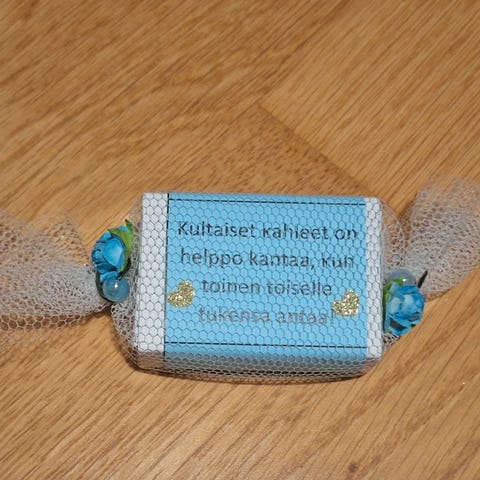 Kultaiset kahleet on
helppo kantaa, kun
toinen toiselle
tukensa antaa!